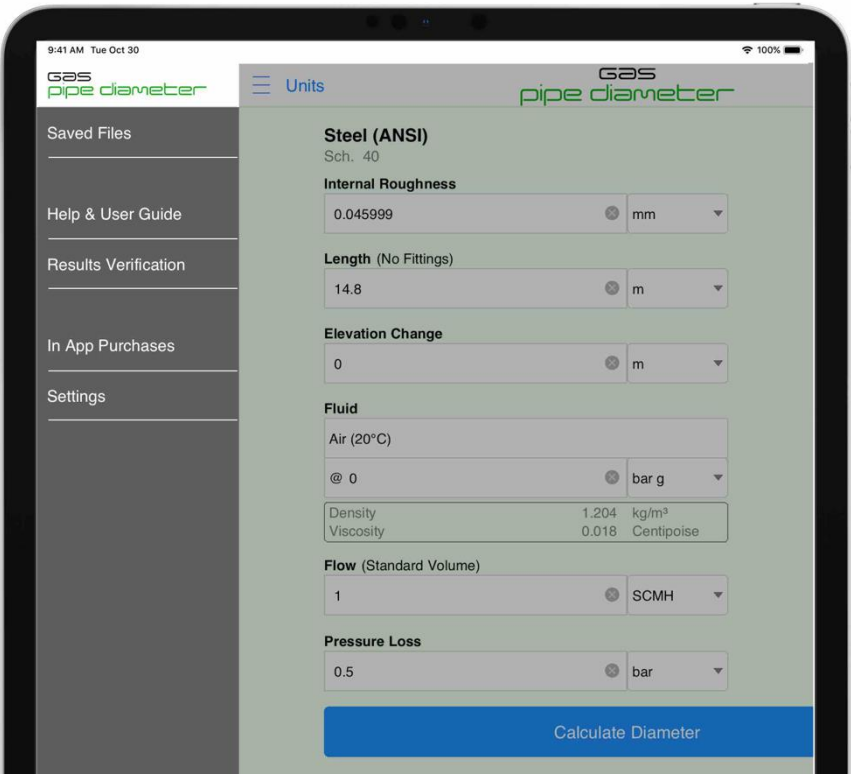 9:41 AM Tue Oct 30
100%
Gas
pipe diameter
Saved Files
Help & User Guide
Results Verification
In App Purchases
Settings
Units
Gas
pipe diameter
Steel (ANSI)
Sch. 40
Internal Roughness
0.045999 mm
Length (No Fittings)
14.8 m
Elevation Change
0 m
Fluid
Air (20°C)
@ 0 bar g
Density 1.204 kg/m³
Viscosity 0.018 Centipoise
Flow (Standard Volume)
1 SCMH
Pressure Loss
0.5 bar
Calculate Diameter